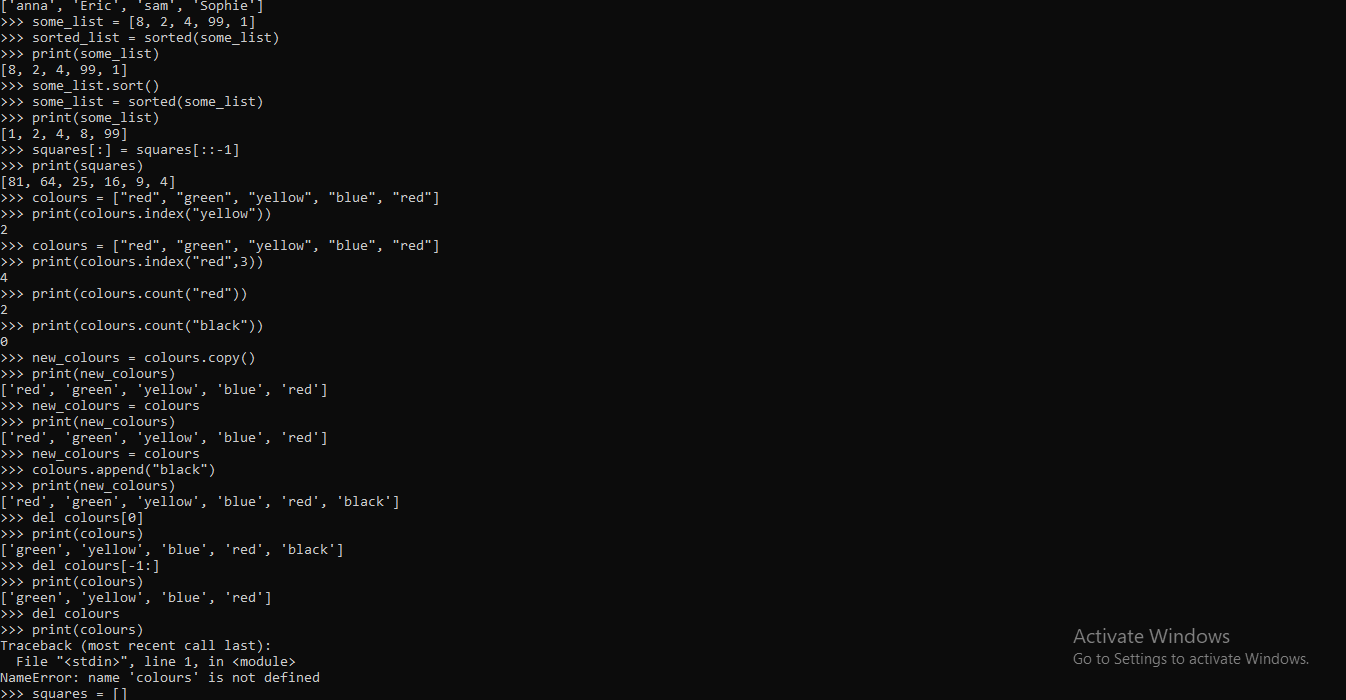 ['anna', 'Eric', 'sam', 'Sophie']
>>> some_list = [8, 2, 4, 99, 1]
>>> sorted_list = sorted(some_list)
>>> print(some_list)
[8, 2, 4, 99, 1]
>>> some_list.sort()
>>> some_list = sorted(some_list)
>>> print(some_list)
[1, 2, 4, 8, 99]
>>> squares[:] = squares[::-1]
>>> print(squares)
[81, 64, 25, 16, 9, 4]
>>> colours = ["red", "green", "yellow", "blue", "red"]
>>> print(colours.index("yellow"))
2
>>> colours = ["red", "green", "yellow", "blue", "red"]
>>> print(colours.index("red",3))
4
>>> print(colours.count("red"))
2
>>> print(colours.count("black"))
0
>>> new_colours = colours.copy()
>>> print(new_colours)
['red', 'green', 'yellow', 'blue', 'red']
>>> new_colours = colours
>>> print(new_colours)
['red', 'green', 'yellow', 'blue', 'red']
>>> new_colours = colours
>>> colours.append("black")
>>> print(new_colours)
['red', 'green', 'yellow', 'blue', 'red', 'black']
>>> del colours[0]
>>> print(colours)
['green', 'yellow', 'blue', 'red', 'black']
>>> del colours[-1:]
>>> print(colours)
['green', 'yellow', 'blue', 'red']
>>> del colours
>>> print(colours)
Traceback (most recent call last):
  File "<stdin>", line 1, in <module>
NameError: name 'colours' is not defined
>>> squares = []
Activate Windows
Go to Settings to activate Windows.